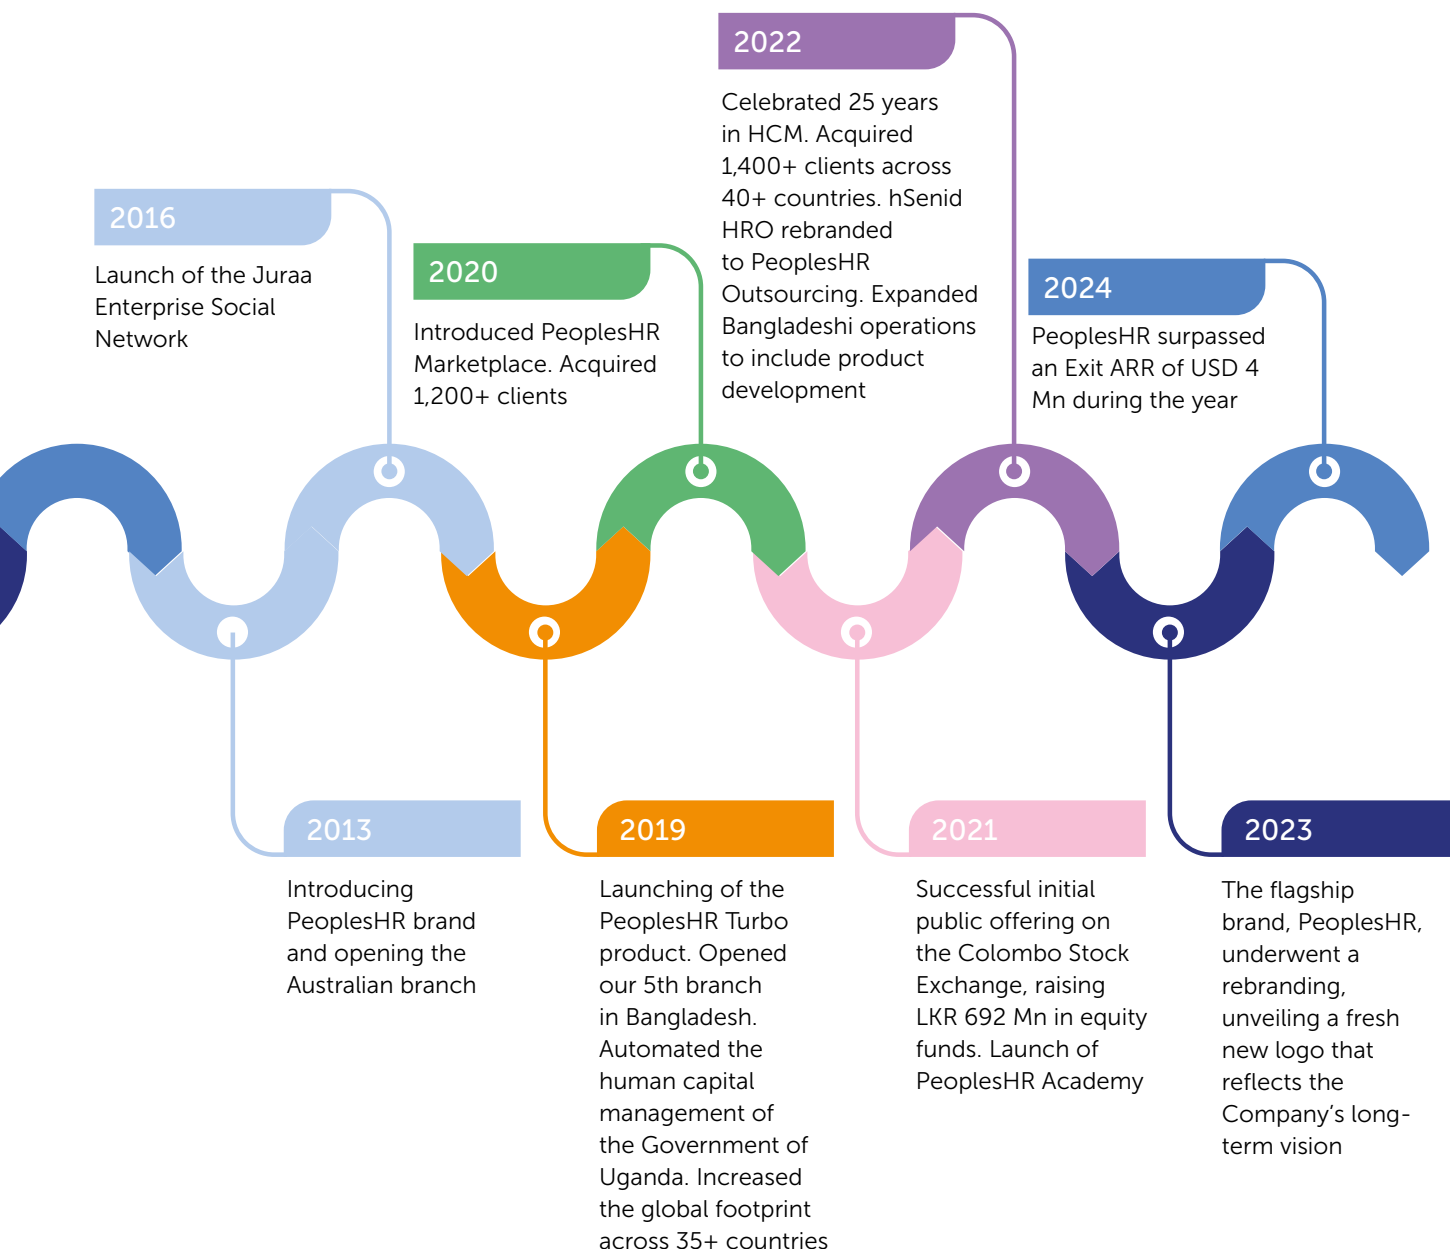 2022
Celebrated 25 years
in HCM. Acquired
1,400+ clients across
40+ countries. hSenid
HRO rebranded
to PeoplesHR
Outsourcing. Expanded
Bangladeshi operations
to include product
development
2016
Launch of the Juraa
Enterprise Social
Network
2020
Introduced PeoplesHR
Marketplace. Acquired
1,200+ clients
2024
PeoplesHR surpassed
an Exit ARR of USD 4
Mn during the year
2013
Introducing
PeoplesHR brand
and opening the
Australian branch
2019
Launching of the
PeoplesHR Turbo
product. Opened
our 5th branch
in Bangladesh.
Automated the
human capital
management of
the Government of
Uganda. Increased
the global footprint
across 35+ countries
2021
Successful initial
public offering on
the Colombo Stock
Exchange, raising
LKR 692 Mn in equity
funds. Launch of
PeoplesHR Academy
2023
The flagship
brand, PeoplesHR,
underwent a
rebranding,
unveiling a fresh
new logo that
reflects the
Company's long-
term vision